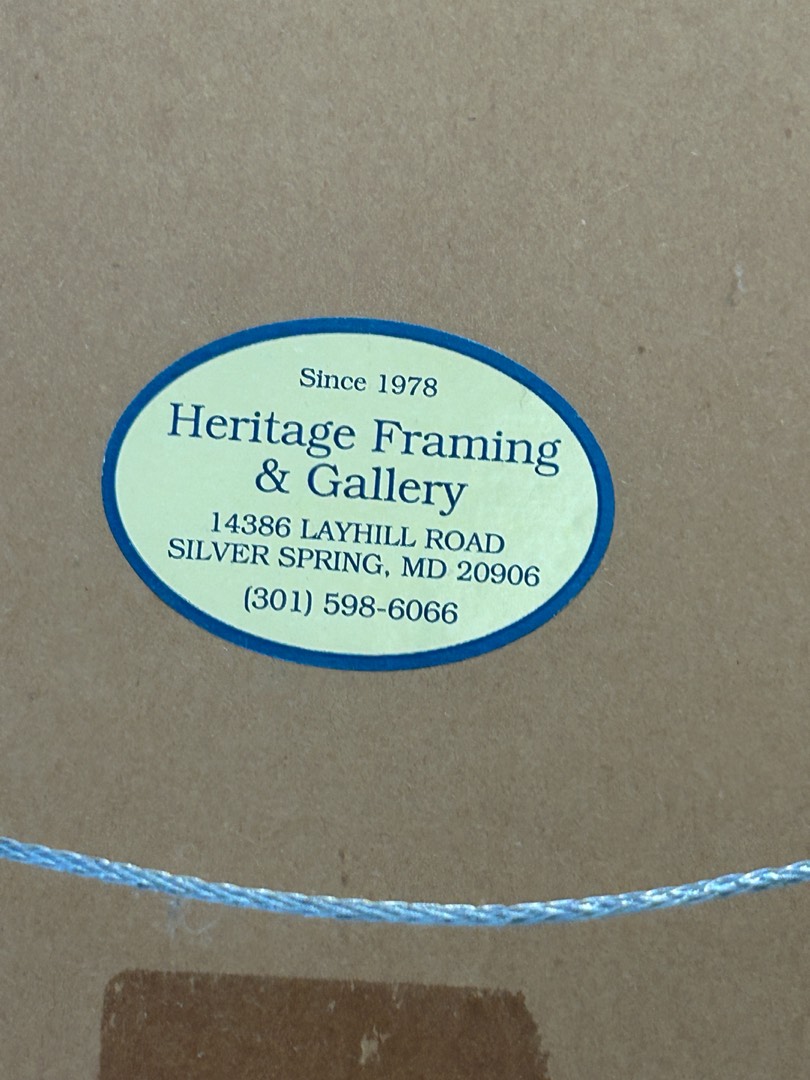 Since 1978
Heritage Framing
& Gallery
14386 LAYHILL ROAD
SILVER SPRING, MD 20906
(301) 598-6066